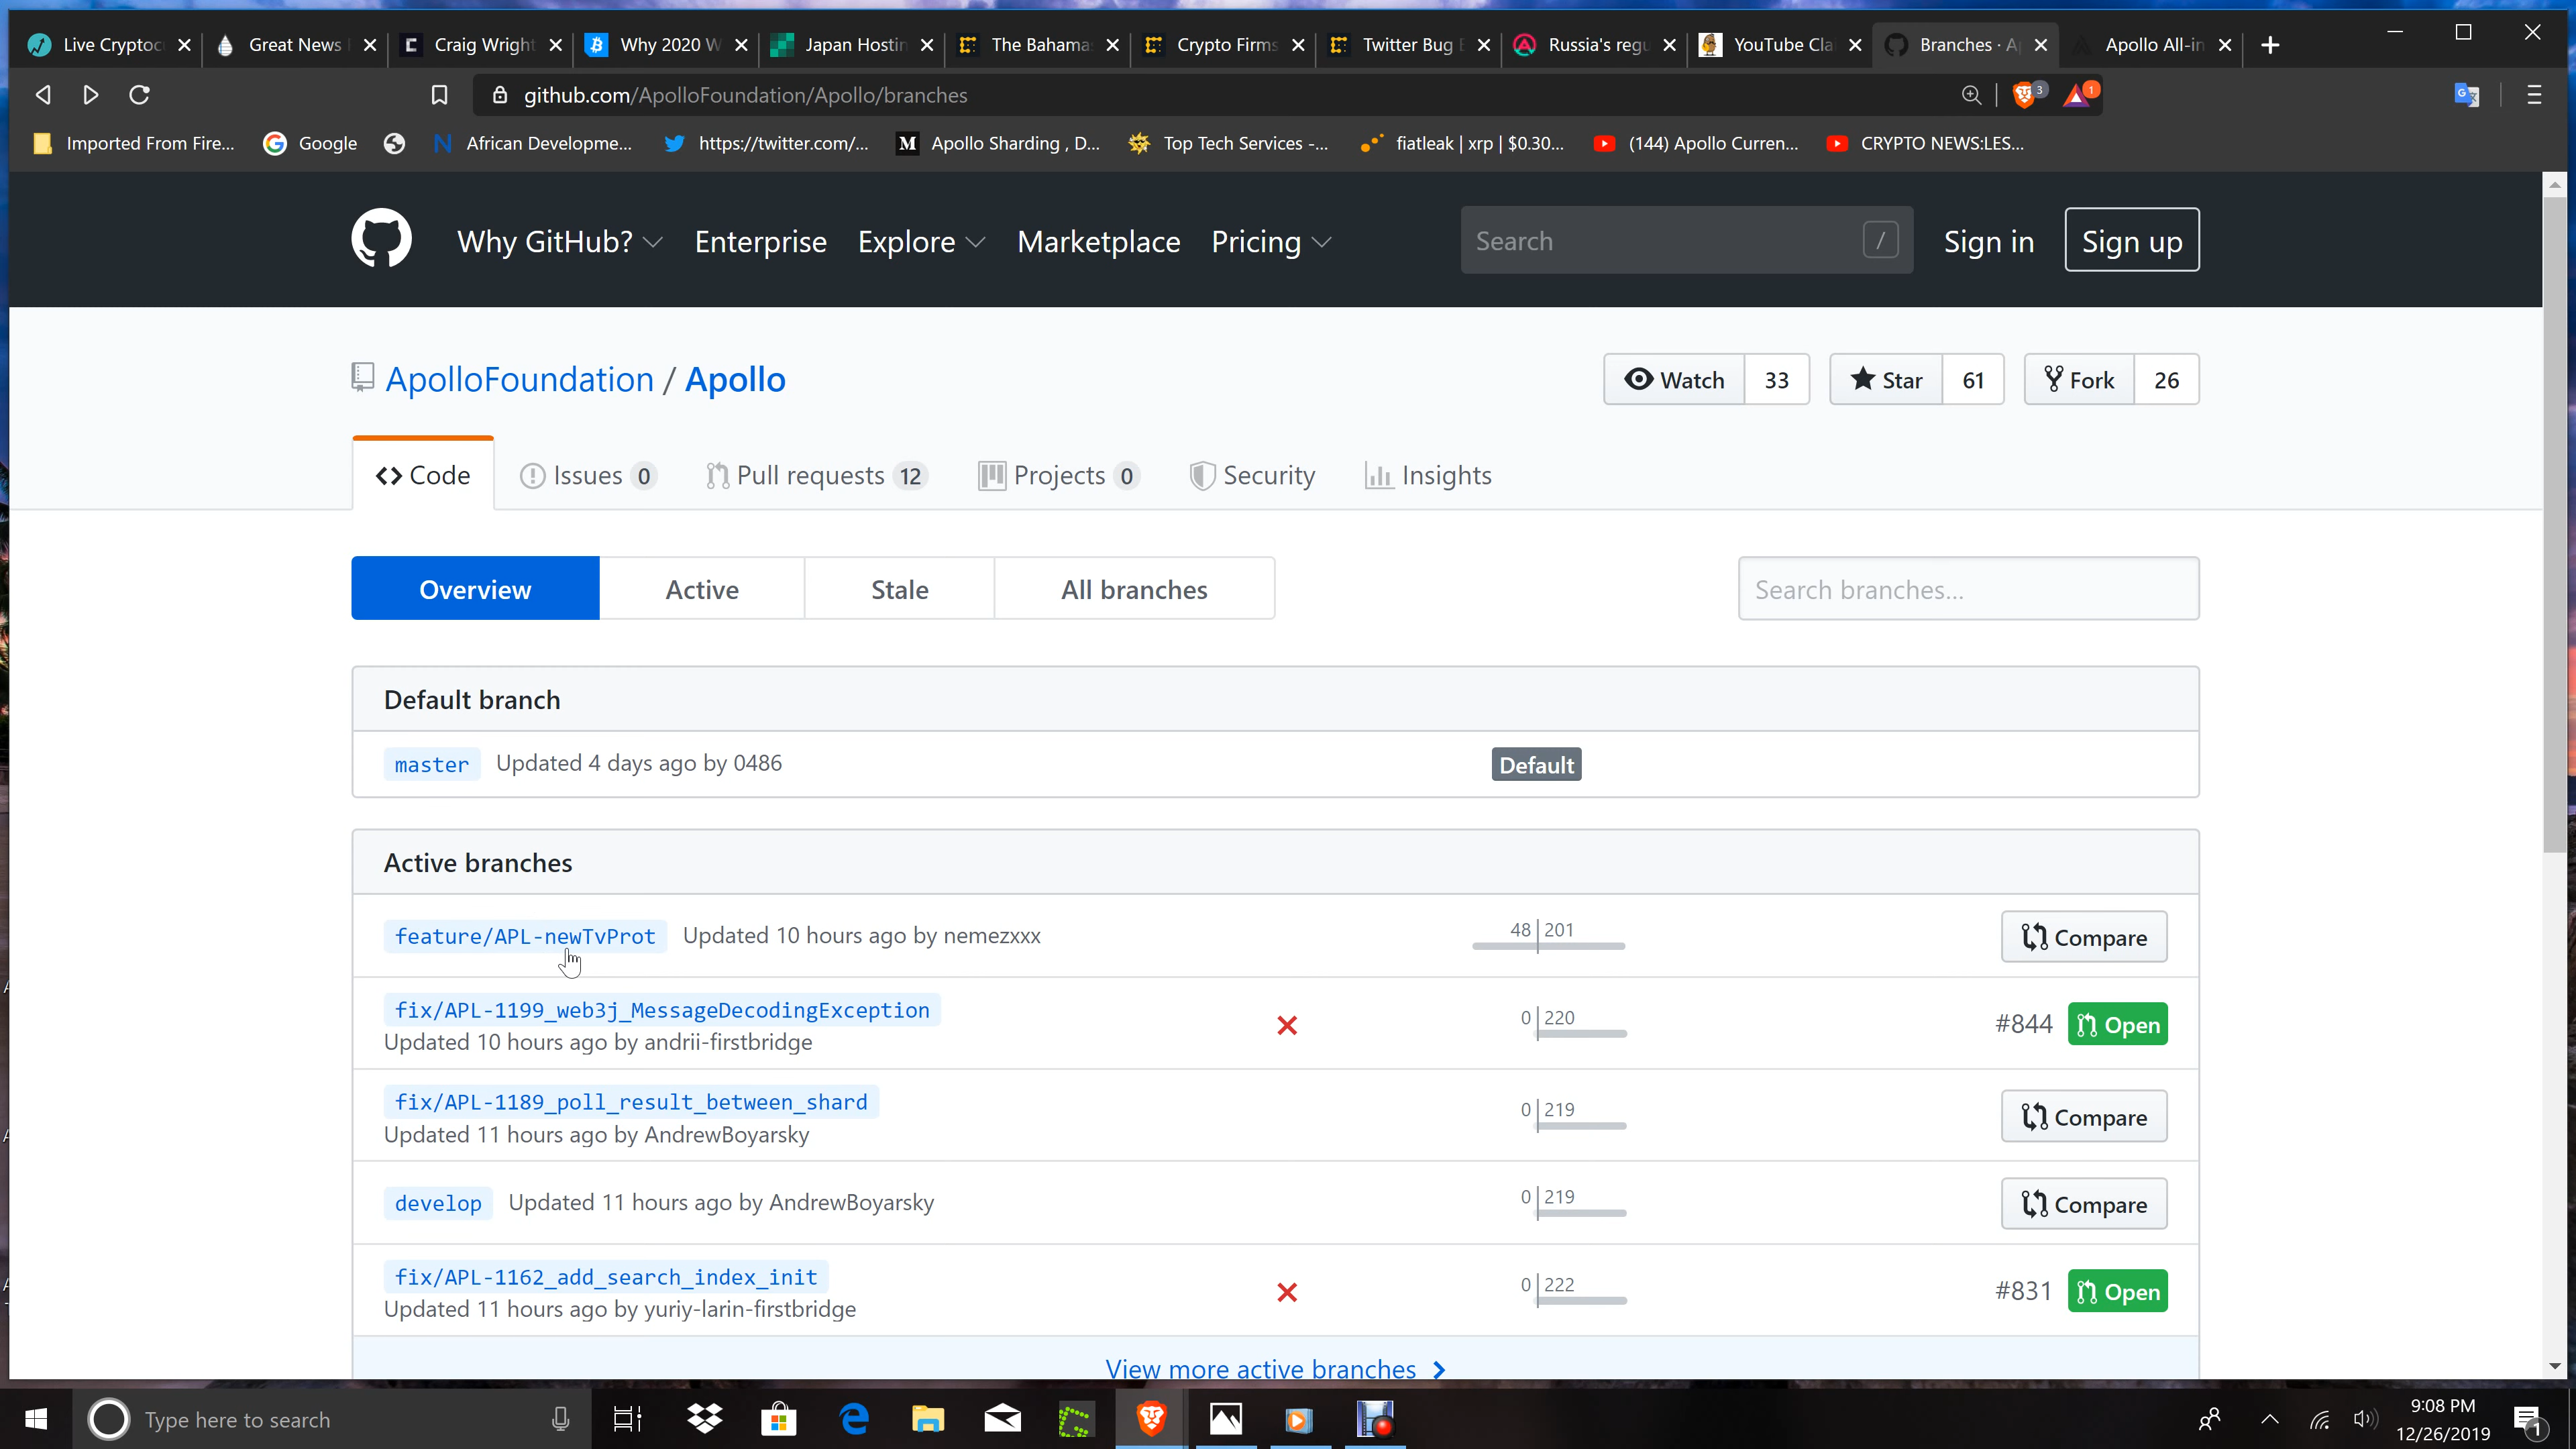 Live Cryptoc
Great News
Craig Wright
Why 2020 W
Japan Hostin
The Bahama
Crypto Firms
Twitter Bug E
Russia's regu
YouTube Cla
Branches · A
Apollo All-in
github.com/ApolloFoundation/Apollo/branches
3
1
Imported From Fire...
Google
African Developme...
https://twitter.com/...
Apollo Sharding , D...
Top Tech Services -...
fiatleak | xrp | $0.30...
(144) Apollo Curren...
CRYPTO NEWS:LES...
Why GitHub?
Enterprise
Explore
Marketplace
Pricing
Search
/
Sign in
Sign up
ApolloFoundation / Apollo
Watch 33
Star 61
Fork 26
Code
Issues 0
Pull requests 12
Projects 0
Security
Insights
Overview
Active
Stale
All branches
Search branches...
Default branch
master Updated 4 days ago by 0486
Default
Active branches
feature/APL-newTvProt Updated 10 hours ago by nemezxxx
48 | 201
Compare
fix/APL-1199_web3j_MessageDecodingException
Updated 10 hours ago by andrii-firstbridge
0 | 220
#844 Open
fix/APL-1189_poll_result_between_shard
Updated 11 hours ago by AndrewBoyarsky
0 | 219
Compare
develop Updated 11 hours ago by AndrewBoyarsky
0 | 219
Compare
fix/APL-1162_add_search_index_init
Updated 11 hours ago by yuriy-larin-firstbridge
0 | 222
#831 Open
View more active branches
Type here to search
9:08 PM
12/26/2019
1